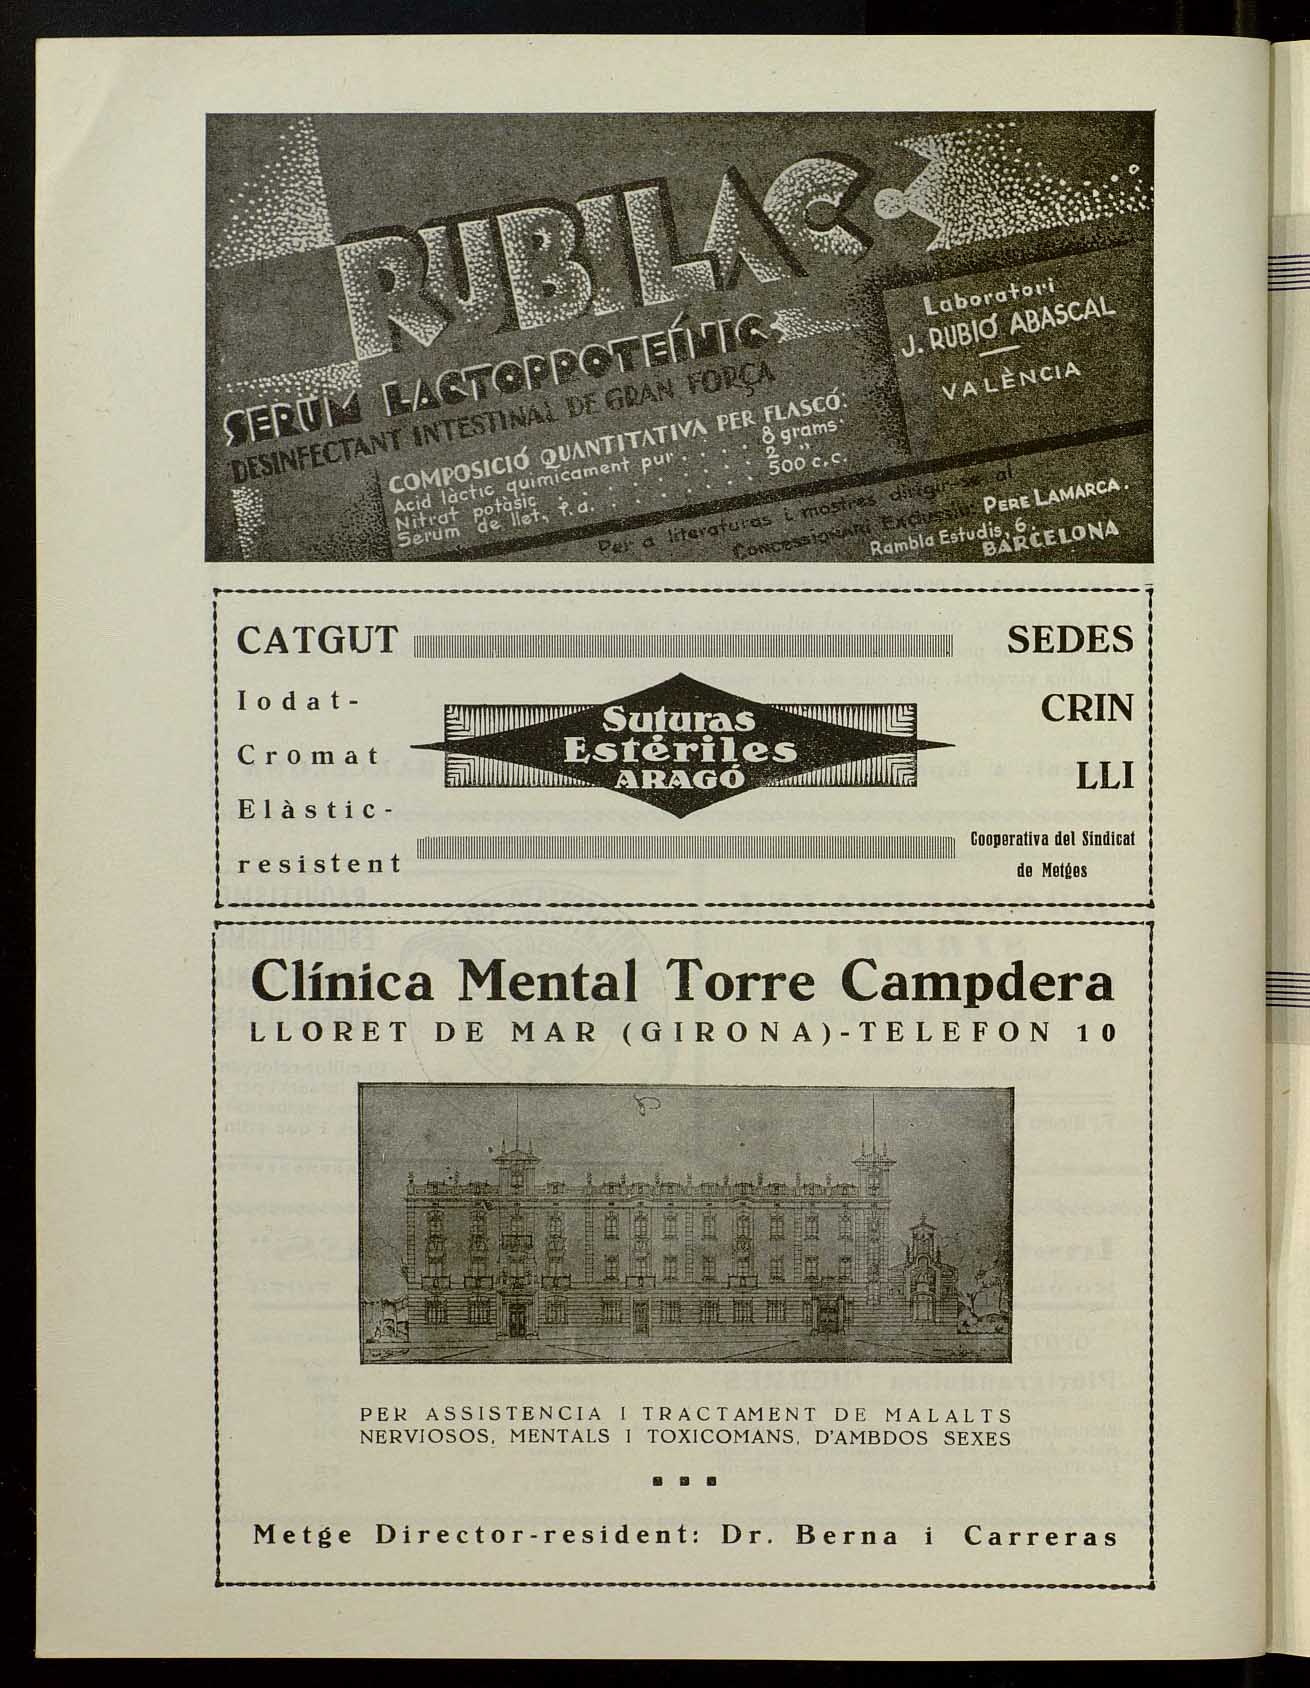 RUBILAC
SERUM LACTOPROTEÍNIC
DESINFECTANT INTESTINAL DE GRAN FORÇA
COMPOSICIÓ QUANTITATIVA PER FLASCÓ:
Acid làctic quimicament pur . . . . 8 grams.
Nitrat potàsic . . . . . . . 2 "
Serum de llet, f. d. . . . . . . 500 c.c.
Laboratori
J. RUBIÓ ABASCAL
VALÈNCIA
Per a literatures i mostres dirigir-se al
CONCESSIONARI EXCLUSIU: PERE LAMARCA.
Rambla Estudis, 6.
BARCELONA
CATGUT
Iodat-
Cromat
Elàstic-
resistent
Suturas
Estériles
ARAGÓ
SEDES
CRIN
LLI
Cooperativa del Sindicat
de Metges
Clínica Mental Torre Campdera
LLORET DE MAR (GIRONA)-TELEFON 10
PER ASSISTENCIA I TRACTAMENT DE MALALTS
NERVIOSOS, MENTALS I TOXICOMANS, D'AMBDOS SEXES
Metge Director-resident: Dr. Berna i Carreras